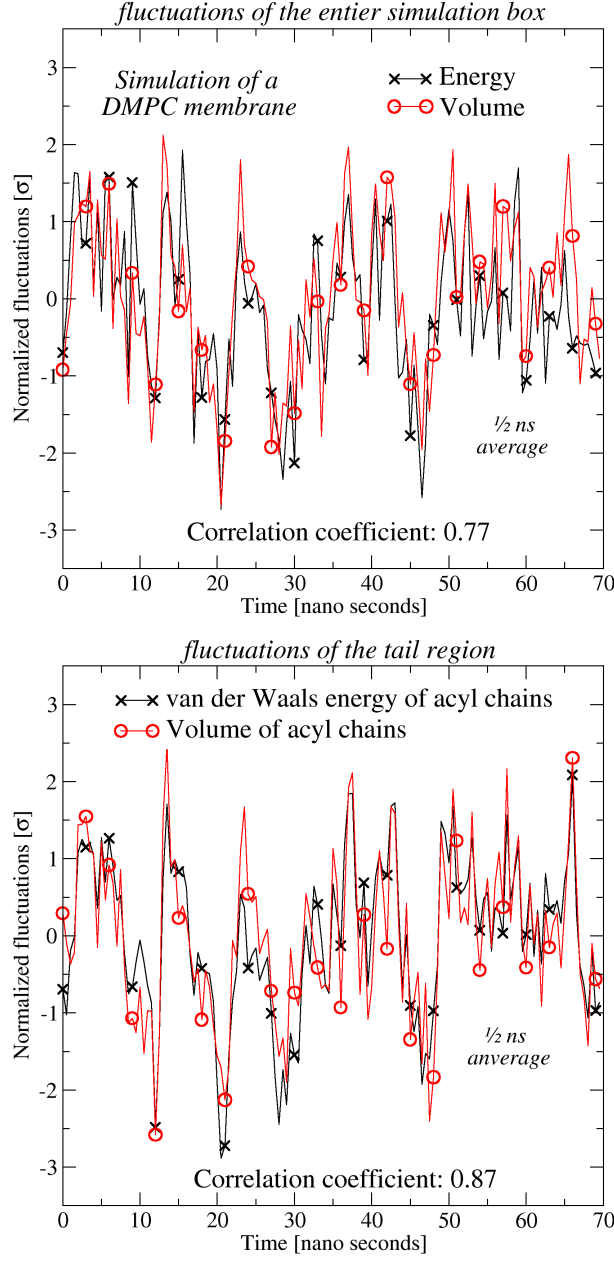 fluctuations of the entier simulation box
Simulation of a
DMPC membrane
Energy
Volume
3
2
1
0
-1
-2
-3
Normalized fluctuations [σ]
½ ns
average
Correlation coefficient: 0.77
0 10 20 30 40 50 60 70
Time [nano seconds]
fluctuations of the tail region
van der Waals energy of acyl chains
Volume of acyl chains
3
2
1
0
-1
-2
-3
Normalized fluctuations [σ]
½ ns
anverage
Correlation coefficient: 0.87
0 10 20 30 40 50 60 70
Time [nano seconds]